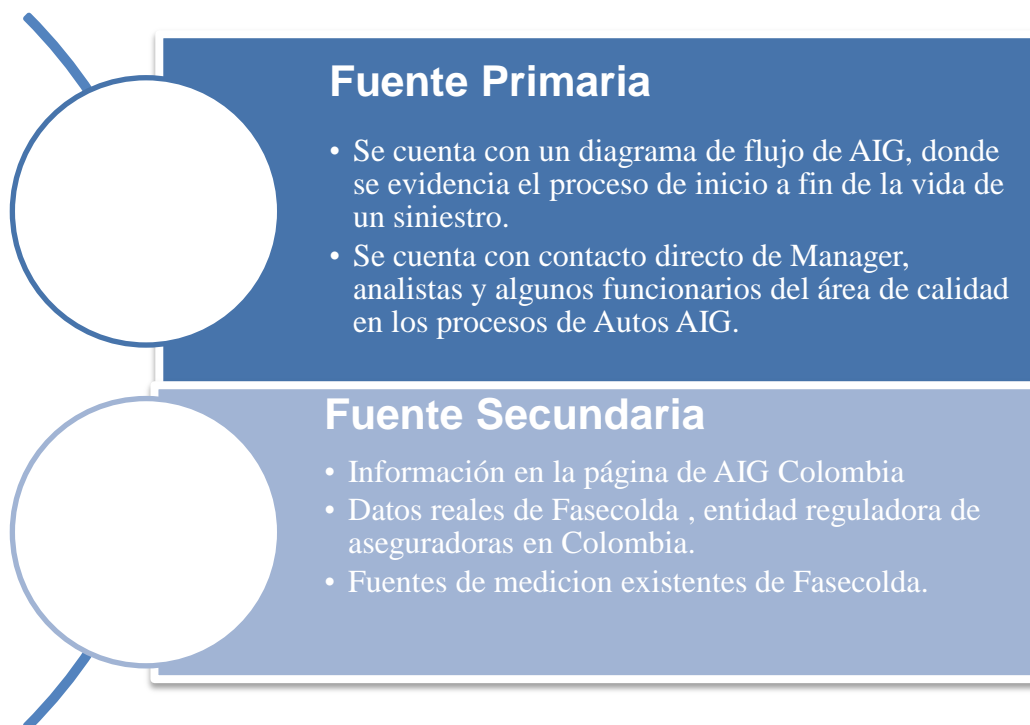 Fuente Primaria
• Se cuenta con un diagrama de flujo de AIG, donde
se evidencia el proceso de inicio a fin de la vida de
un siniestro.
• Se cuenta con contacto directo de Manager,
analistas y algunos funcionarios del área de calidad
en los procesos de Autos AIG.
Fuente Secundaria
• Información en la página de AIG Colombia
• Datos reales de Fasecolda , entidad reguladora de
aseguradoras en Colombia.
• Fuentes de medicion existentes de Fasecolda.